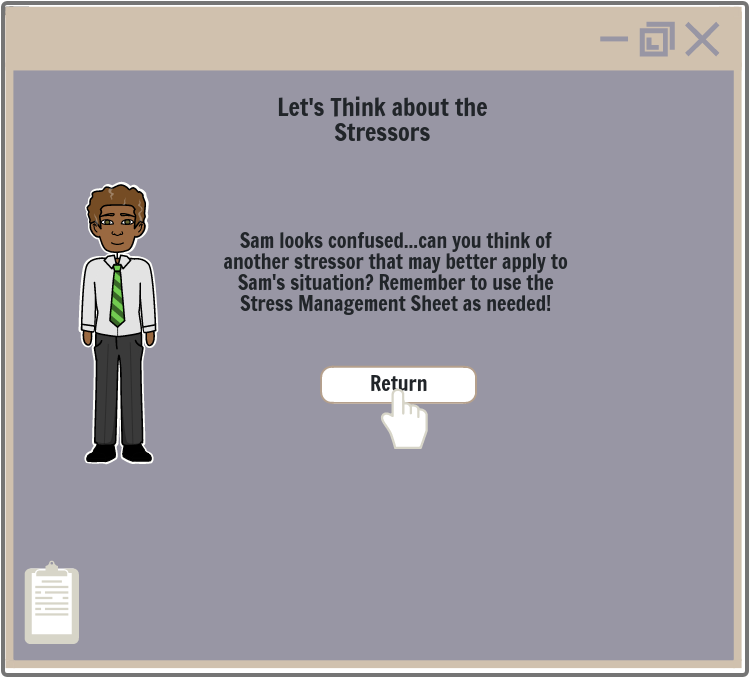 Let's Think about the
Stressors
Sam looks confused...can you think of
another stressor that may better apply to
Sam's situation? Remember to use the
Stress Management Sheet as needed!
Return